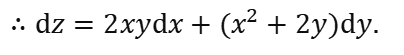 ∴ dz = 2xydx + (x² + 2y)dy.